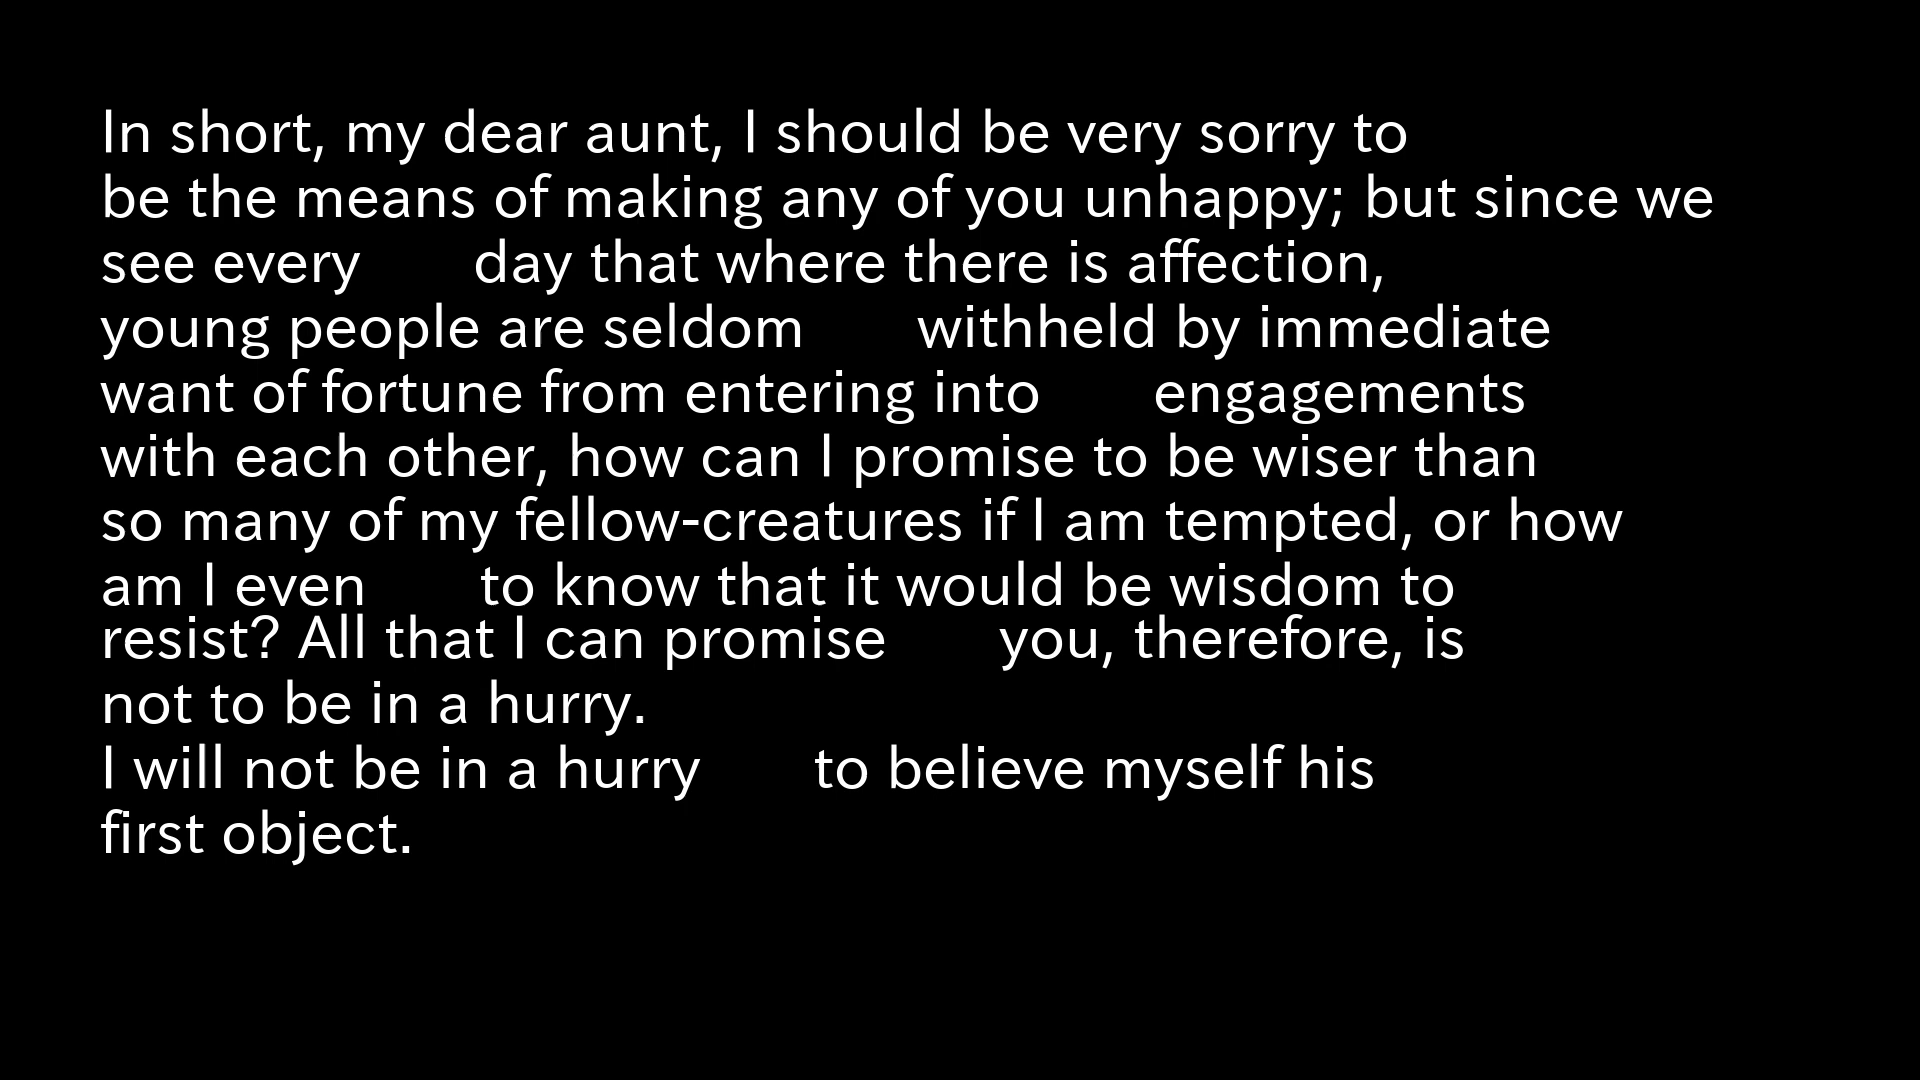 In short, my dear aunt, I should be very sorry to
be the means of making any of you unhappy; but since we
see every day that where there is affection,
young people are seldom withheld by immediate
want of fortune from entering into engagements
with each other, how can I promise to be wiser than
so many of my fellow-creatures if I am tempted, or how
am I even to know that it would be wisdom to
resist? All that I can promise you, therefore, is
not to be in a hurry.
I will not be in a hurry to believe myself his
first object.